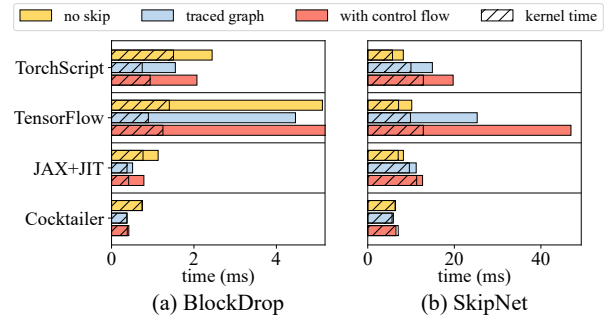 no skip traced graph with control flow kernel time
TorchScript
TensorFlow
JAX+JIT
Cocktailer
0 2 4
time (ms)
(a) BlockDrop
0 20 40
time (ms)
(b) SkipNet